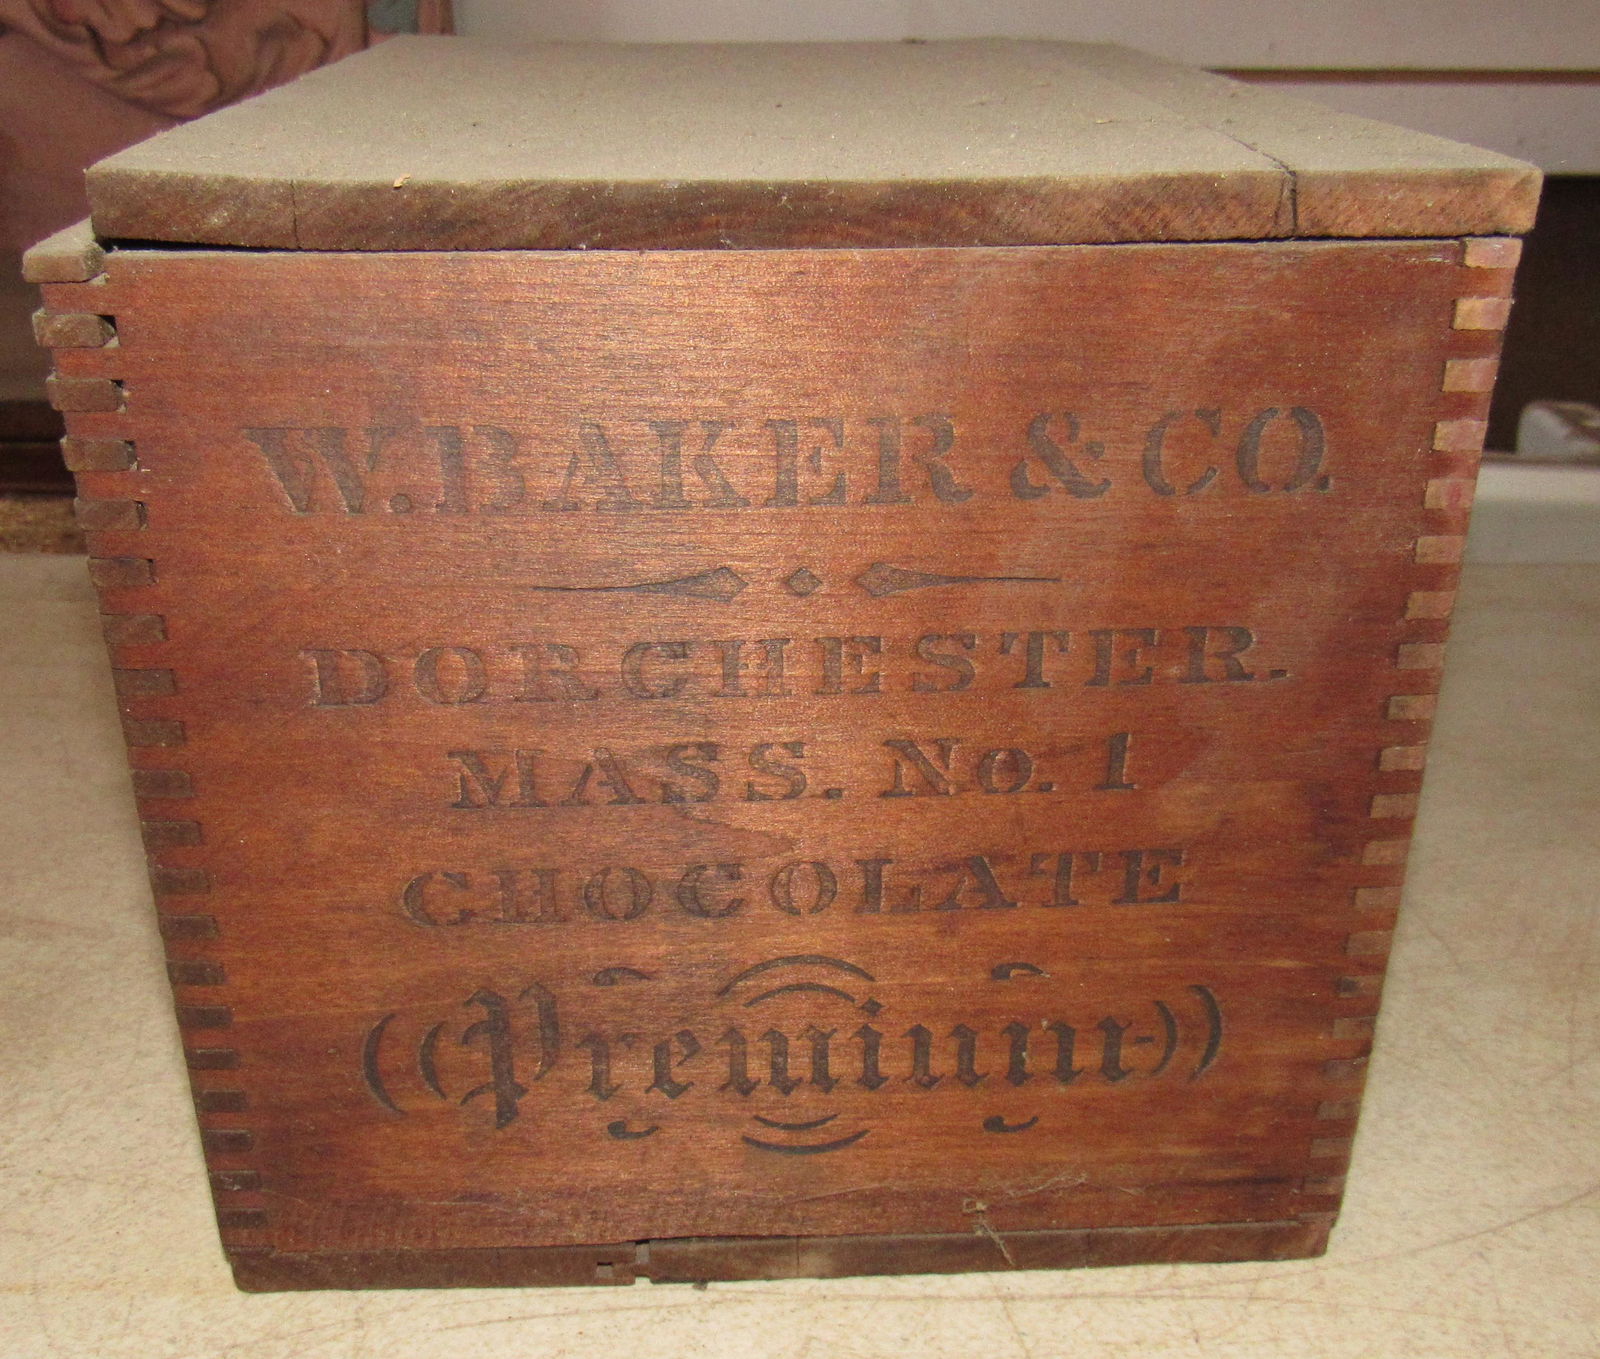 W. BAKER & CO.
DORCHESTER.
MASS. No. 1
CHOCOLATE
((Premium))